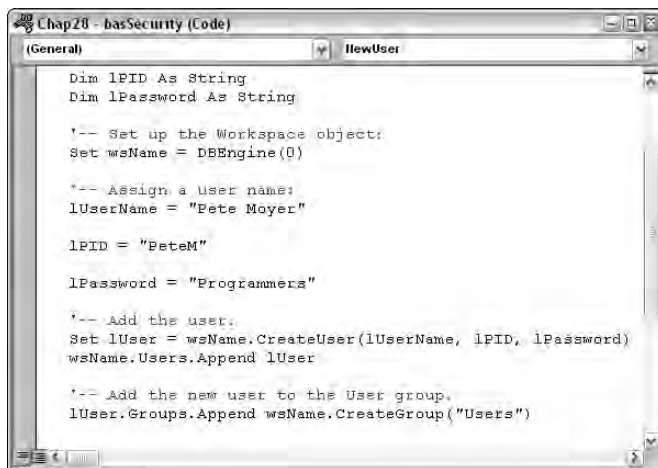 Chap28 - basSecurity (Code)
(General) NewUser
Dim lPID As String
Dim lPassword As String
'-- Set up the Workspace object:
Set wsName = DBEngine(0)
'-- Assign a user name:
lUserName = "Pete Moyer"
lPID = "PeteM"
lPassword = "Programmers"
'-- Add the user.
Set lUser = wsName.CreateUser(lUserName, lPID, lPassword)
wsName.Users.Append lUser
'-- Add the new user to the User group.
lUser.Groups.Append wsName.CreateGroup("Users")